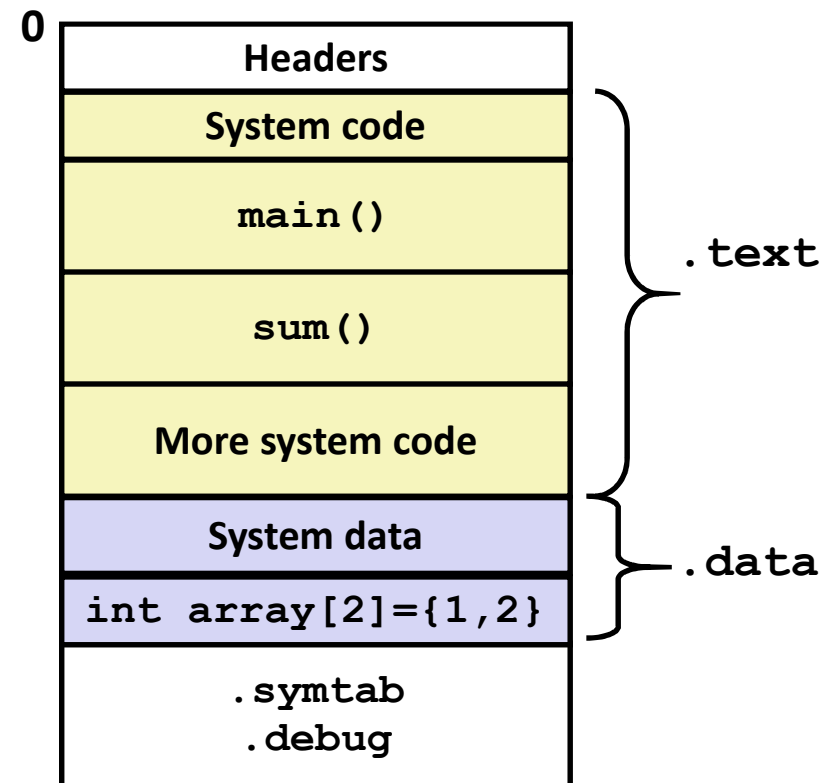 0
Headers
System code
main()
.text
sum()
More system code
System data
.data
int array[2]={1,2}
.symtab
.debug